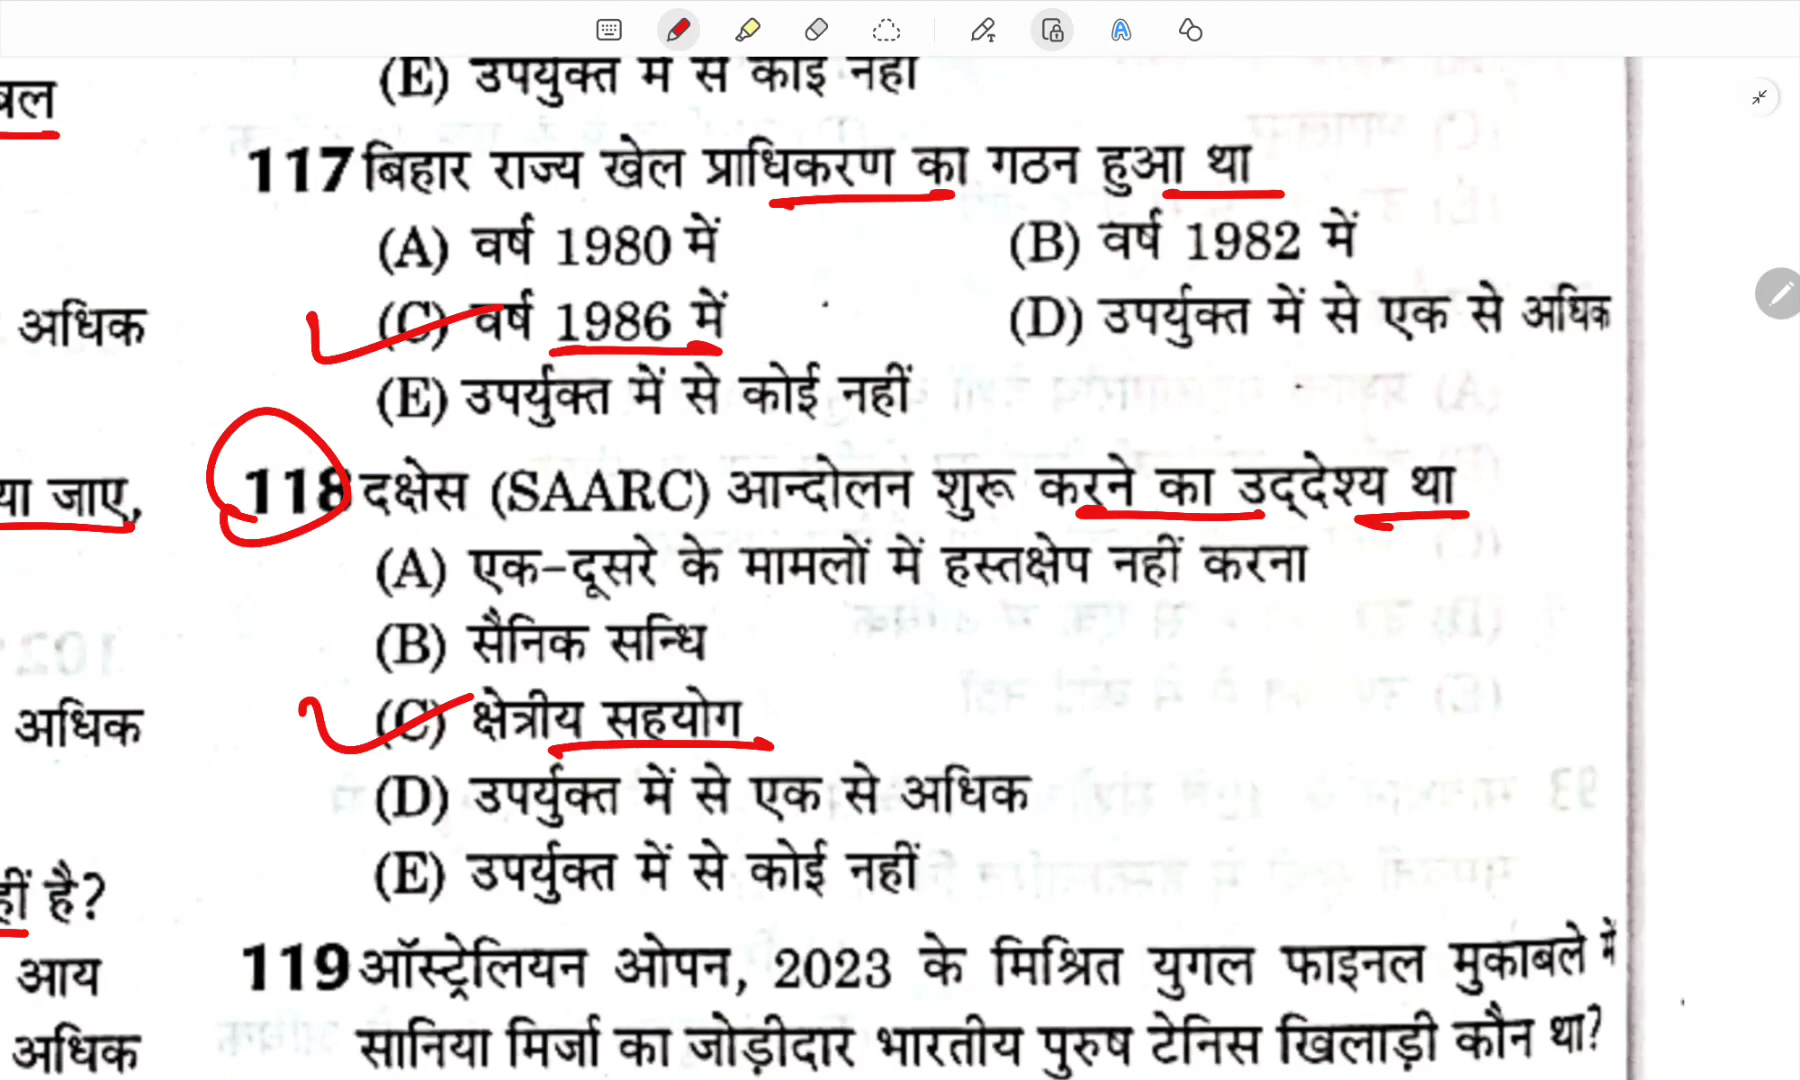 (E) उपर्युक्त में से कोई नहीं
बल
117 बिहार राज्य खेल प्राधिकरण का गठन हुआ था
(A) वर्ष 1980 में
(B) वर्ष 1982 में
(C) वर्ष 1986 में
(D) उपर्युक्त में से एक से अधिक
अधिक
(E) उपर्युक्त में से कोई नहीं
118 दक्षेस (SAARC) आन्दोलन शुरू करने का उद्देश्य था
या जाए,
(A) एक-दूसरे के मामलों में हस्तक्षेप नहीं करना
(B) सैनिक सन्धि
(C) क्षेत्रीय सहयोग
अधिक
(D) उपर्युक्त में से एक से अधिक
(E) उपर्युक्त में से कोई नहीं
हीं है?
119 ऑस्ट्रेलियन ओपन, 2023 के मिश्रित युगल फाइनल मुकाबले में
आय
सानिया मिर्जा का जोड़ीदार भारतीय पुरुष टेनिस खिलाड़ी कौन था?
अधिक